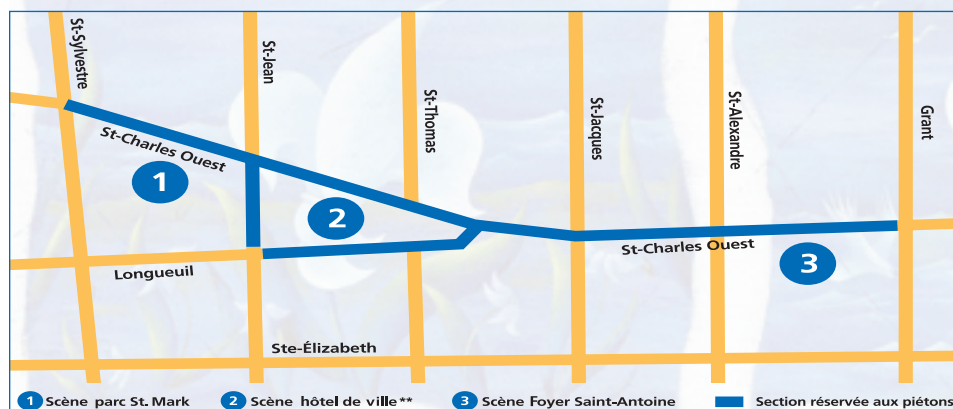 St-Sylvestre
St-Jean
St-Thomas
St-Jacques
St-Alexandre
Grant
St-Charles Ouest
1
2
St-Charles Ouest
3
Longueuil
Ste-Élizabeth
1 Scène parc St. Mark 2 Scène hôtel de ville** 3 Scène Foyer Saint-Antoine Section réservée aux piétons